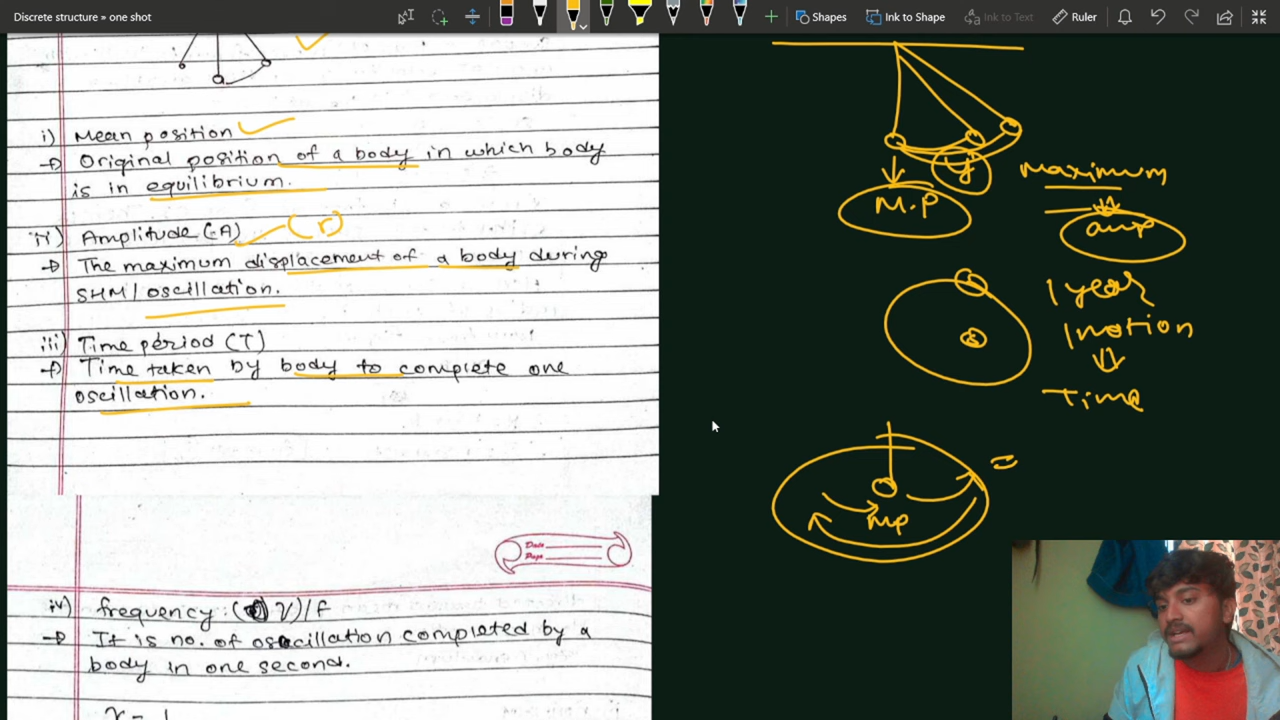 Discrete structure » one shot
Shapes
Ink to Shape
Ink to Text
Ruler
i) Mean position
→ Original position of a body in which body
is in equilibrium.
ii) Amplitude (A) (r)
→ The maximum displacement of a body during
SHM/oscillation.
iii) Time period (T)
→ Time taken by body to complete one
oscillation.
Date
Page
iv) frequency: (ν)/f
→ It is no. of oscillation completed by a
body in one second.
y
M.P
maximum
amp
1 year
1 motion
Time
=
mp